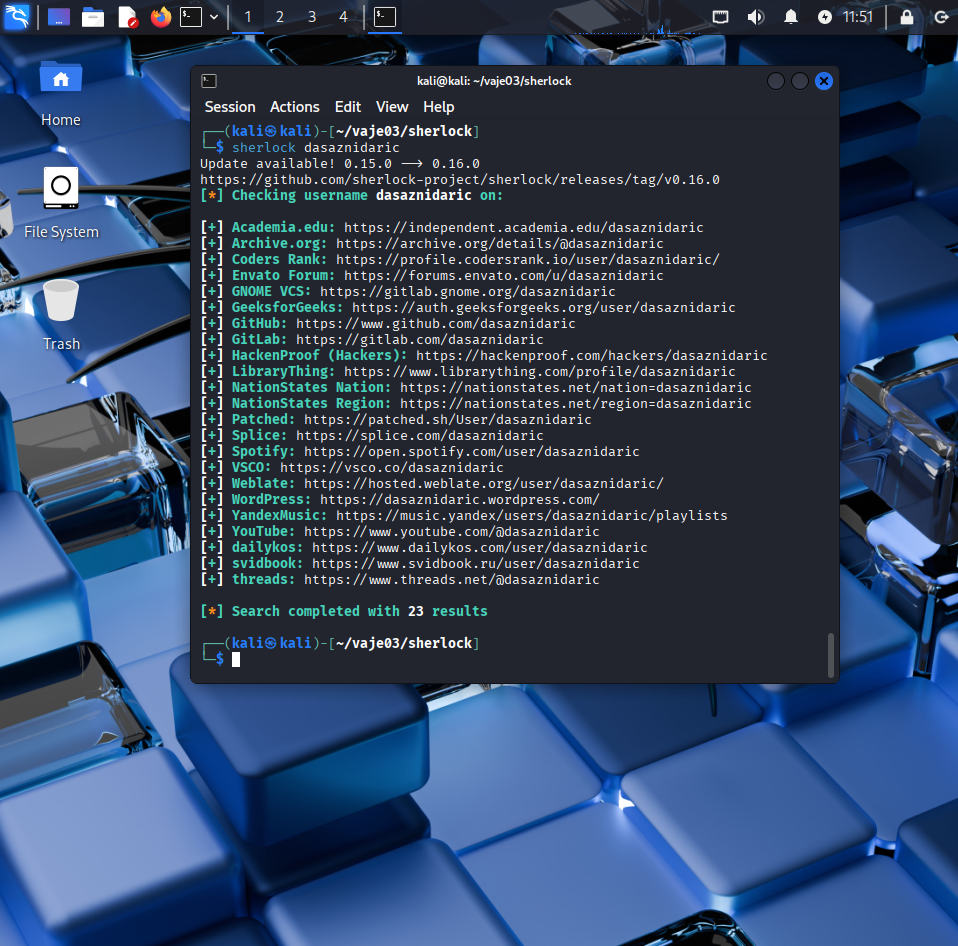 1 2 3 4 11:51
Home
File System
Trash
kali@kali: ~/vaje03/sherlock
Session Actions Edit View Help
┌──(kali㉿kali)-[~/vaje03/sherlock]
└─$ sherlock dasaznidaric
Update available! 0.15.0 --> 0.16.0
https://github.com/sherlock-project/sherlock/releases/tag/v0.16.0
[*] Checking username dasaznidaric on:
[+] Academia.edu: https://independent.academia.edu/dasaznidaric
[+] Archive.org: https://archive.org/details/@dasaznidaric
[+] Coders Rank: https://profile.codersrank.io/user/dasaznidaric/
[+] Envato Forum: https://forums.envato.com/u/dasaznidaric
[+] GNOME VCS: https://gitlab.gnome.org/dasaznidaric
[+] GeeksforGeeks: https://auth.geeksforgeeks.org/user/dasaznidaric
[+] GitHub: https://www.github.com/dasaznidaric
[+] GitLab: https://gitlab.com/dasaznidaric
[+] HackenProof (Hackers): https://hackenproof.com/hackers/dasaznidaric
[+] LibraryThing: https://www.librarything.com/profile/dasaznidaric
[+] NationStates Nation: https://nationstates.net/nation=dasaznidaric
[+] NationStates Region: https://nationstates.net/region=dasaznidaric
[+] Patched: https://patched.sh/User/dasaznidaric
[+] Splice: https://splice.com/dasaznidaric
[+] Spotify: https://open.spotify.com/user/dasaznidaric
[+] VSCO: https://vsco.co/dasaznidaric
[+] Weblate: https://hosted.weblate.org/user/dasaznidaric/
[+] WordPress: https://dasaznidaric.wordpress.com/
[+] YandexMusic: https://music.yandex/users/dasaznidaric/playlists
[+] YouTube: https://www.youtube.com/@dasaznidaric
[+] dailykos: https://www.dailykos.com/user/dasaznidaric
[+] svidbook: https://www.svidbook.ru/user/dasaznidaric
[+] threads: https://www.threads.net/@dasaznidaric
[*] Search completed with 23 results
┌──(kali㉿kali)-[~/vaje03/sherlock]
└─$